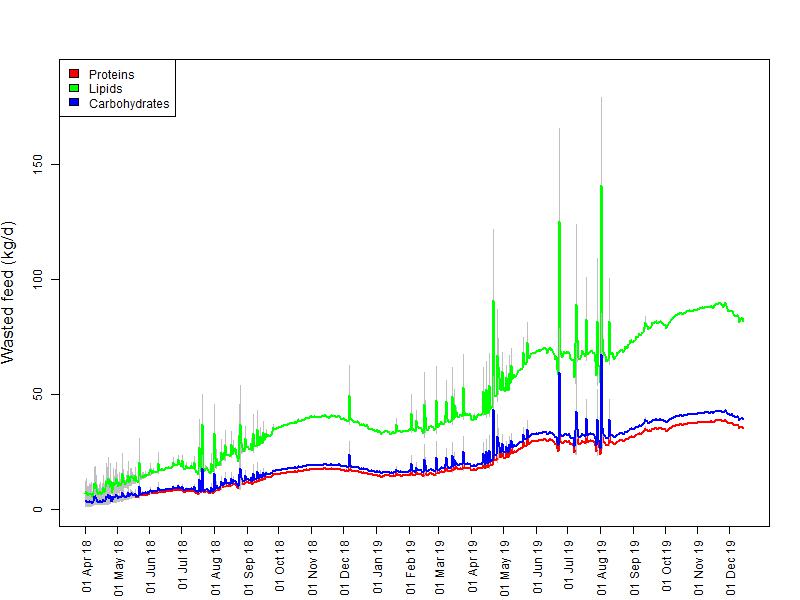 Proteins
Lipids
Carbohydrates
Wasted feed (kg/d)
150
100
50
0
01 Apr 18
01 May 18
01 Jun 18
01 Jul 18
01 Aug 18
01 Sep 18
01 Oct 18
01 Nov 18
01 Dec 18
01 Jan 19
01 Feb 19
01 Mar 19
01 Apr 19
01 May 19
01 Jun 19
01 Jul 19
01 Aug 19
01 Sep 19
01 Oct 19
01 Nov 19
01 Dec 19